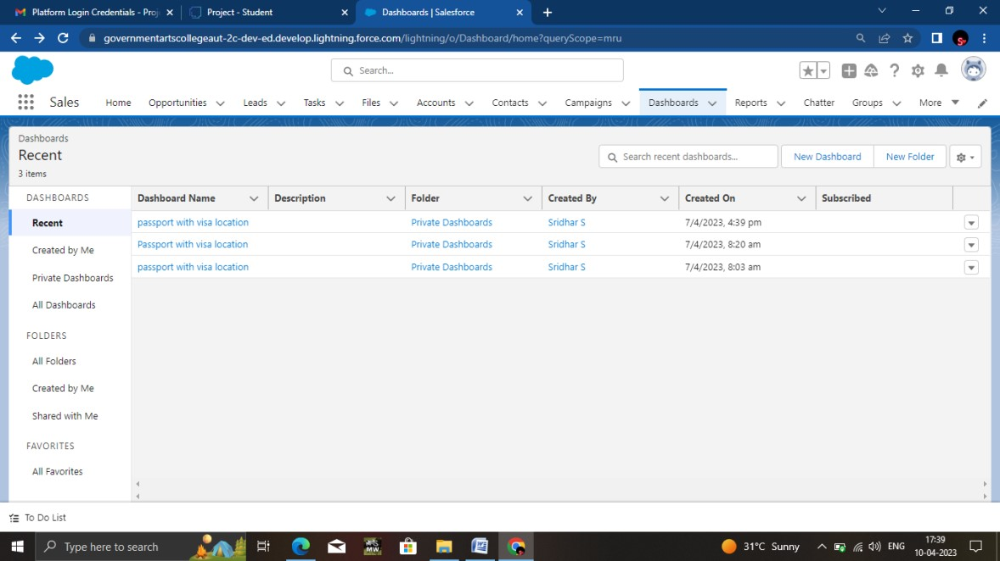 Platform Login Credentials - Proj
Project - Student
Dashboards | Salesforce
governmentartscollegeaut-2c-dev-ed.develop.lightning.force.com/lightning/o/Dashboard/home?queryScope=mru
Search...
Sales Home Opportunities Leads Tasks Files Accounts Contacts Campaigns Dashboards Reports Chatter Groups More
Dashboards
Recent
3 items
Search recent dashboards...
New Dashboard
New Folder
DASHBOARDS
Recent
Created by Me
Private Dashboards
All Dashboards
FOLDERS
All Folders
Created by Me
Shared with Me
FAVORITES
All Favorites
Dashboard Name Description Folder Created By Created On Subscribed
passport with visa location Private Dashboards Sridhar S 7/4/2023, 4:39 pm
Passport with visa location Private Dashboards Sridhar S 7/4/2023, 8:20 am
passport with visa location Private Dashboards Sridhar S 7/4/2023, 8:03 am
To Do List
Type here to search
31°C Sunny
ENG
17:39
10-04-2023